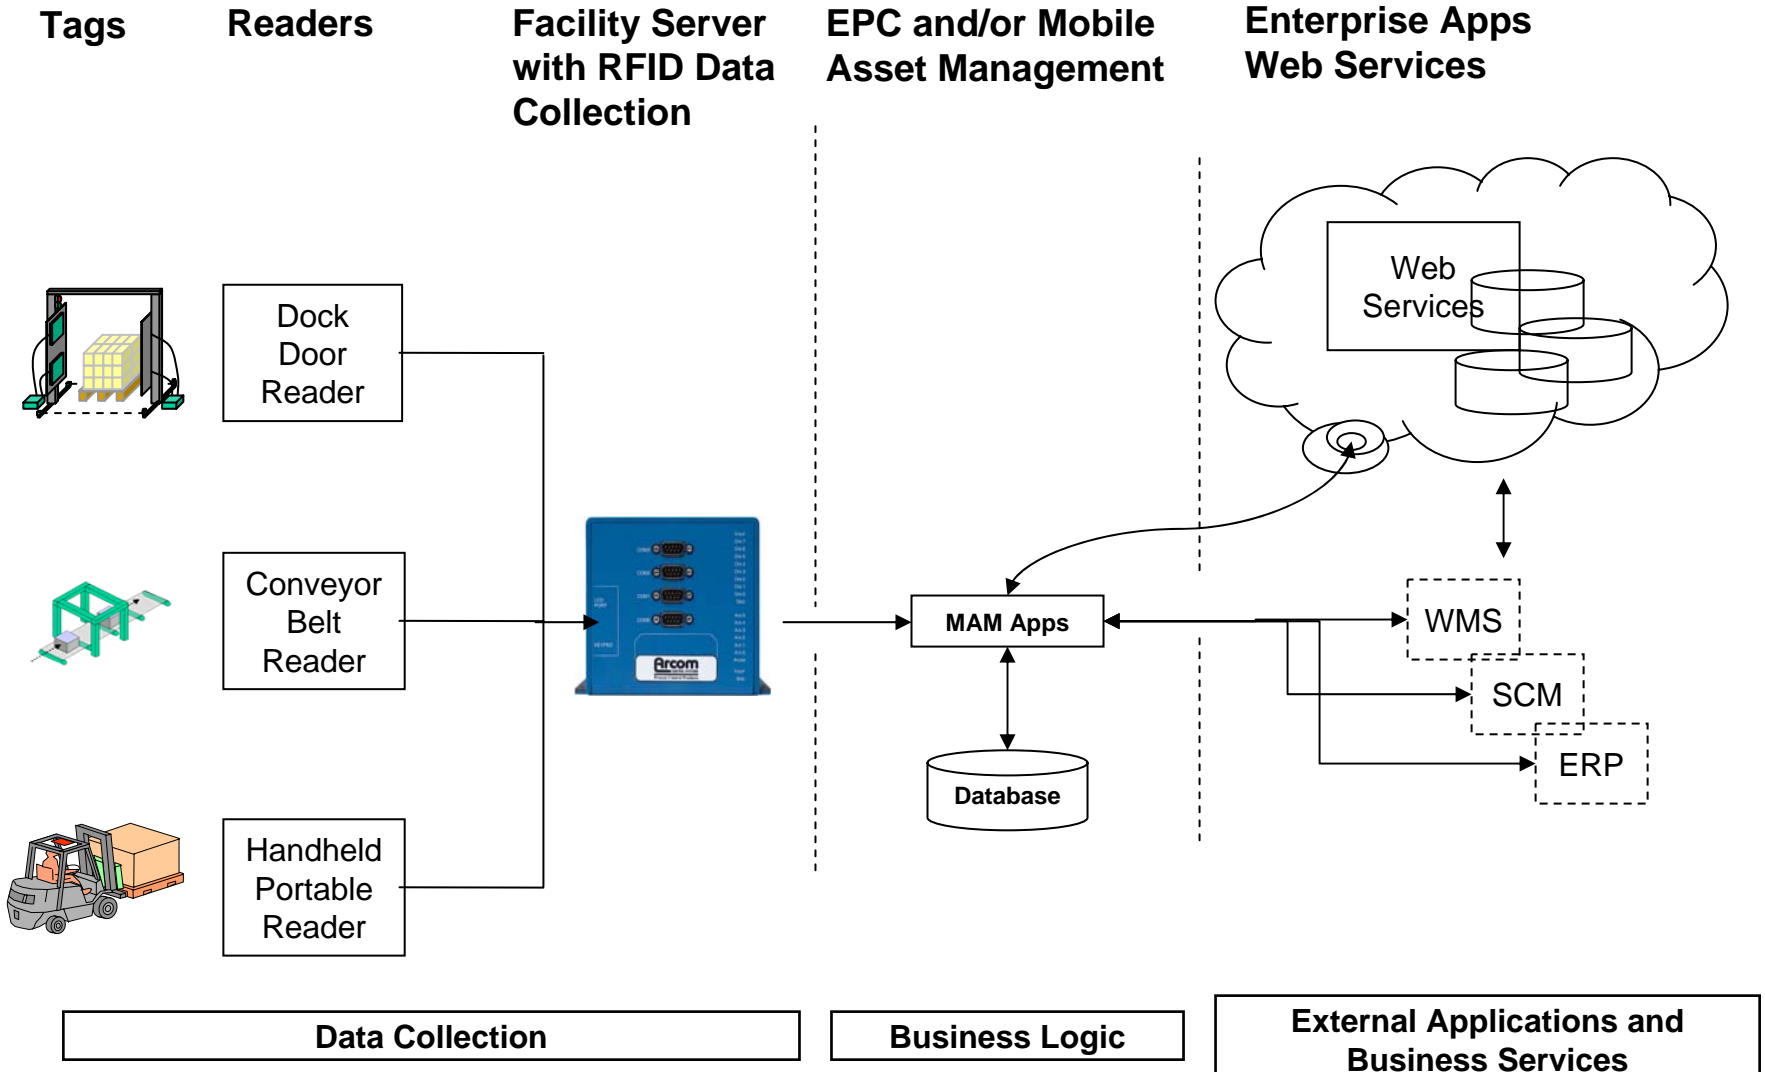 Tags
Readers
Facility Server
with RFID Data
Collection
EPC and/or Mobile
Asset Management
Enterprise Apps
Web Services
Web
Services
Dock
Door
Reader
Conveyor
Belt
Reader
Handheld
Portable
Reader
Arcom
MAM Apps
Database
WMS
SCM
ERP
Data Collection
Business Logic
External Applications and
Business Services